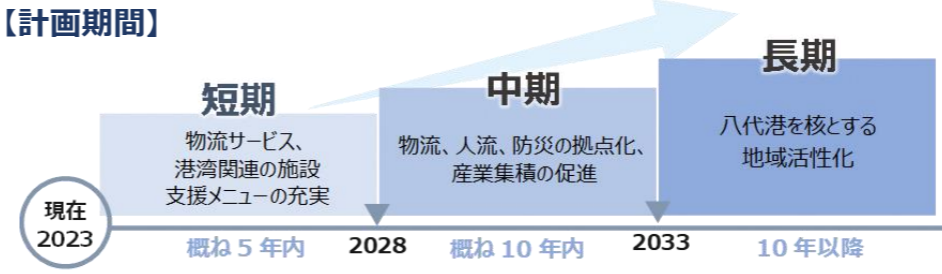 【計画期間】
短期
物流サービス、
港湾関連の施設
支援メニューの充実
中期
物流、人流、防災の拠点化、
産業集積の促進
長期
八代港を核とする
地域活性化
現在
2023
概ね5年内
2028
概ね10年内
2033
10年以降